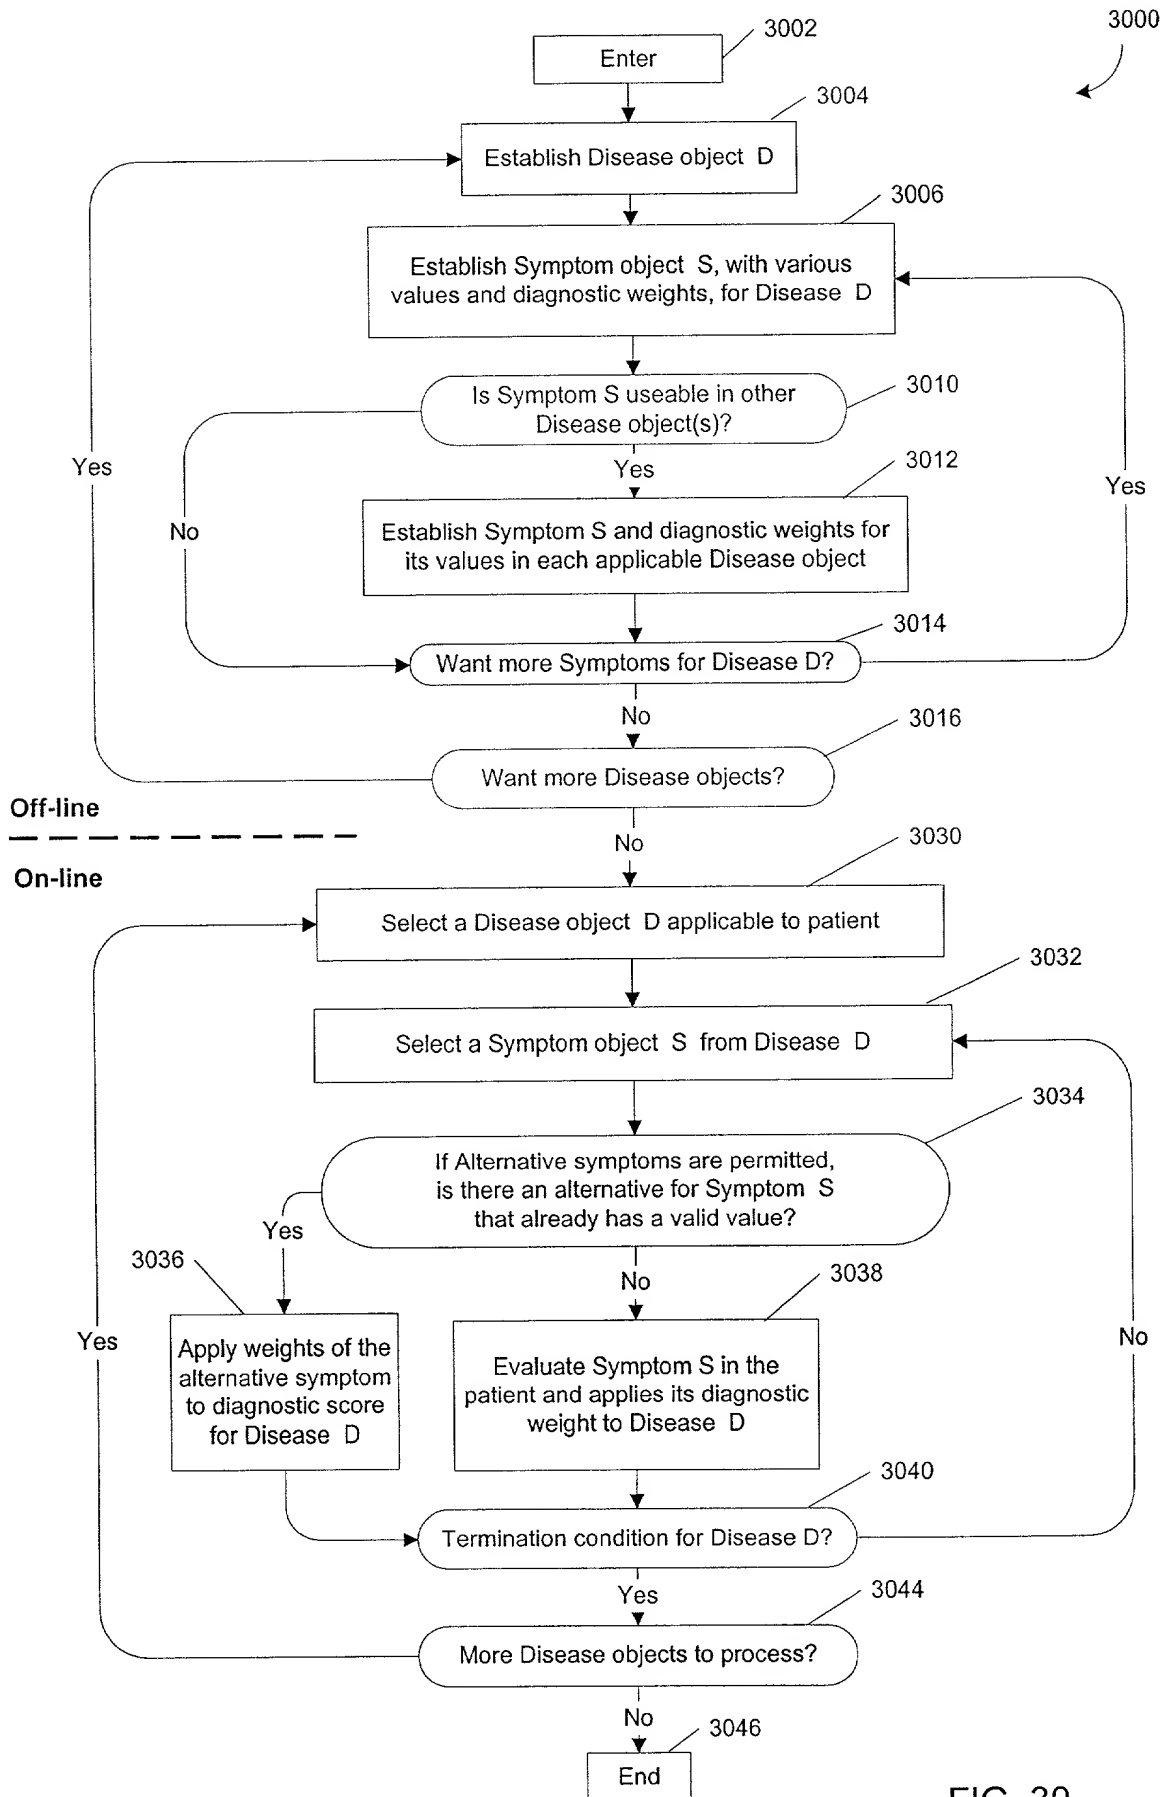 3000
3002
Enter
3004
Establish Disease object D
3006
Establish Symptom object S, with various
values and diagnostic weights, for Disease D
3010
Is Symptom S useable in other
Disease object(s)?
Yes
No
Yes
Yes
3012
Establish Symptom S and diagnostic weights for
its values in each applicable Disease object
3014
Want more Symptoms for Disease D?
No
3016
Want more Disease objects?
Off-line
On-line
No
3030
Select a Disease object D applicable to patient
3032
Select a Symptom object S from Disease D
3034
If Alternative symptoms are permitted,
is there an alternative for Symptom S
that already has a valid value?
Yes
No
3036
3038
Apply weights of the
alternative symptom
to diagnostic score
for Disease D
Evaluate Symptom S in the
patient and applies its diagnostic
weight to Disease D
Yes
No
3040
Termination condition for Disease D?
Yes
3044
More Disease objects to process?
No
3046
End